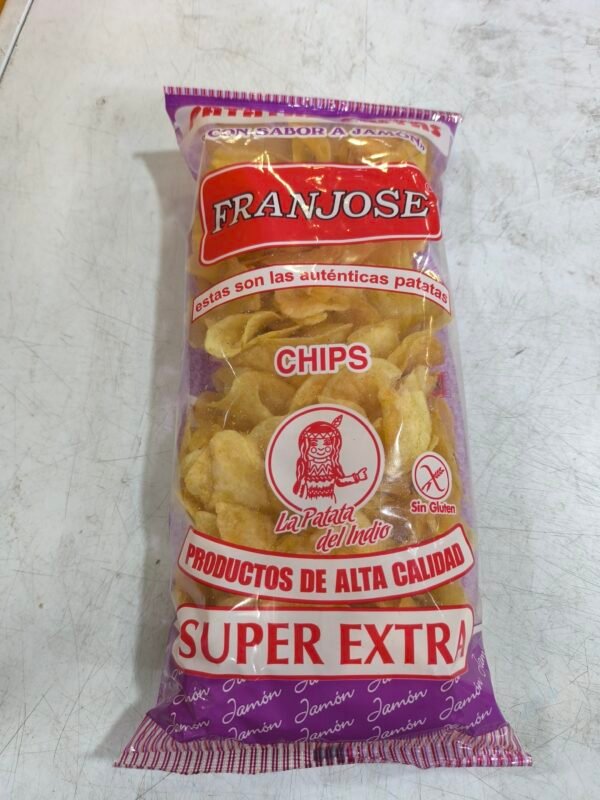 "CON SABOR A JAMÓN"
FRANJOSE
estas son las auténticas patatas
CHIPS
La Patata
del Indio
Sin Gluten
PRODUCTOS DE ALTA CALIDAD
SUPER EXTRA
Jamón Jamón Jamón Jamón
Jamón Jamón Jamón Jamón